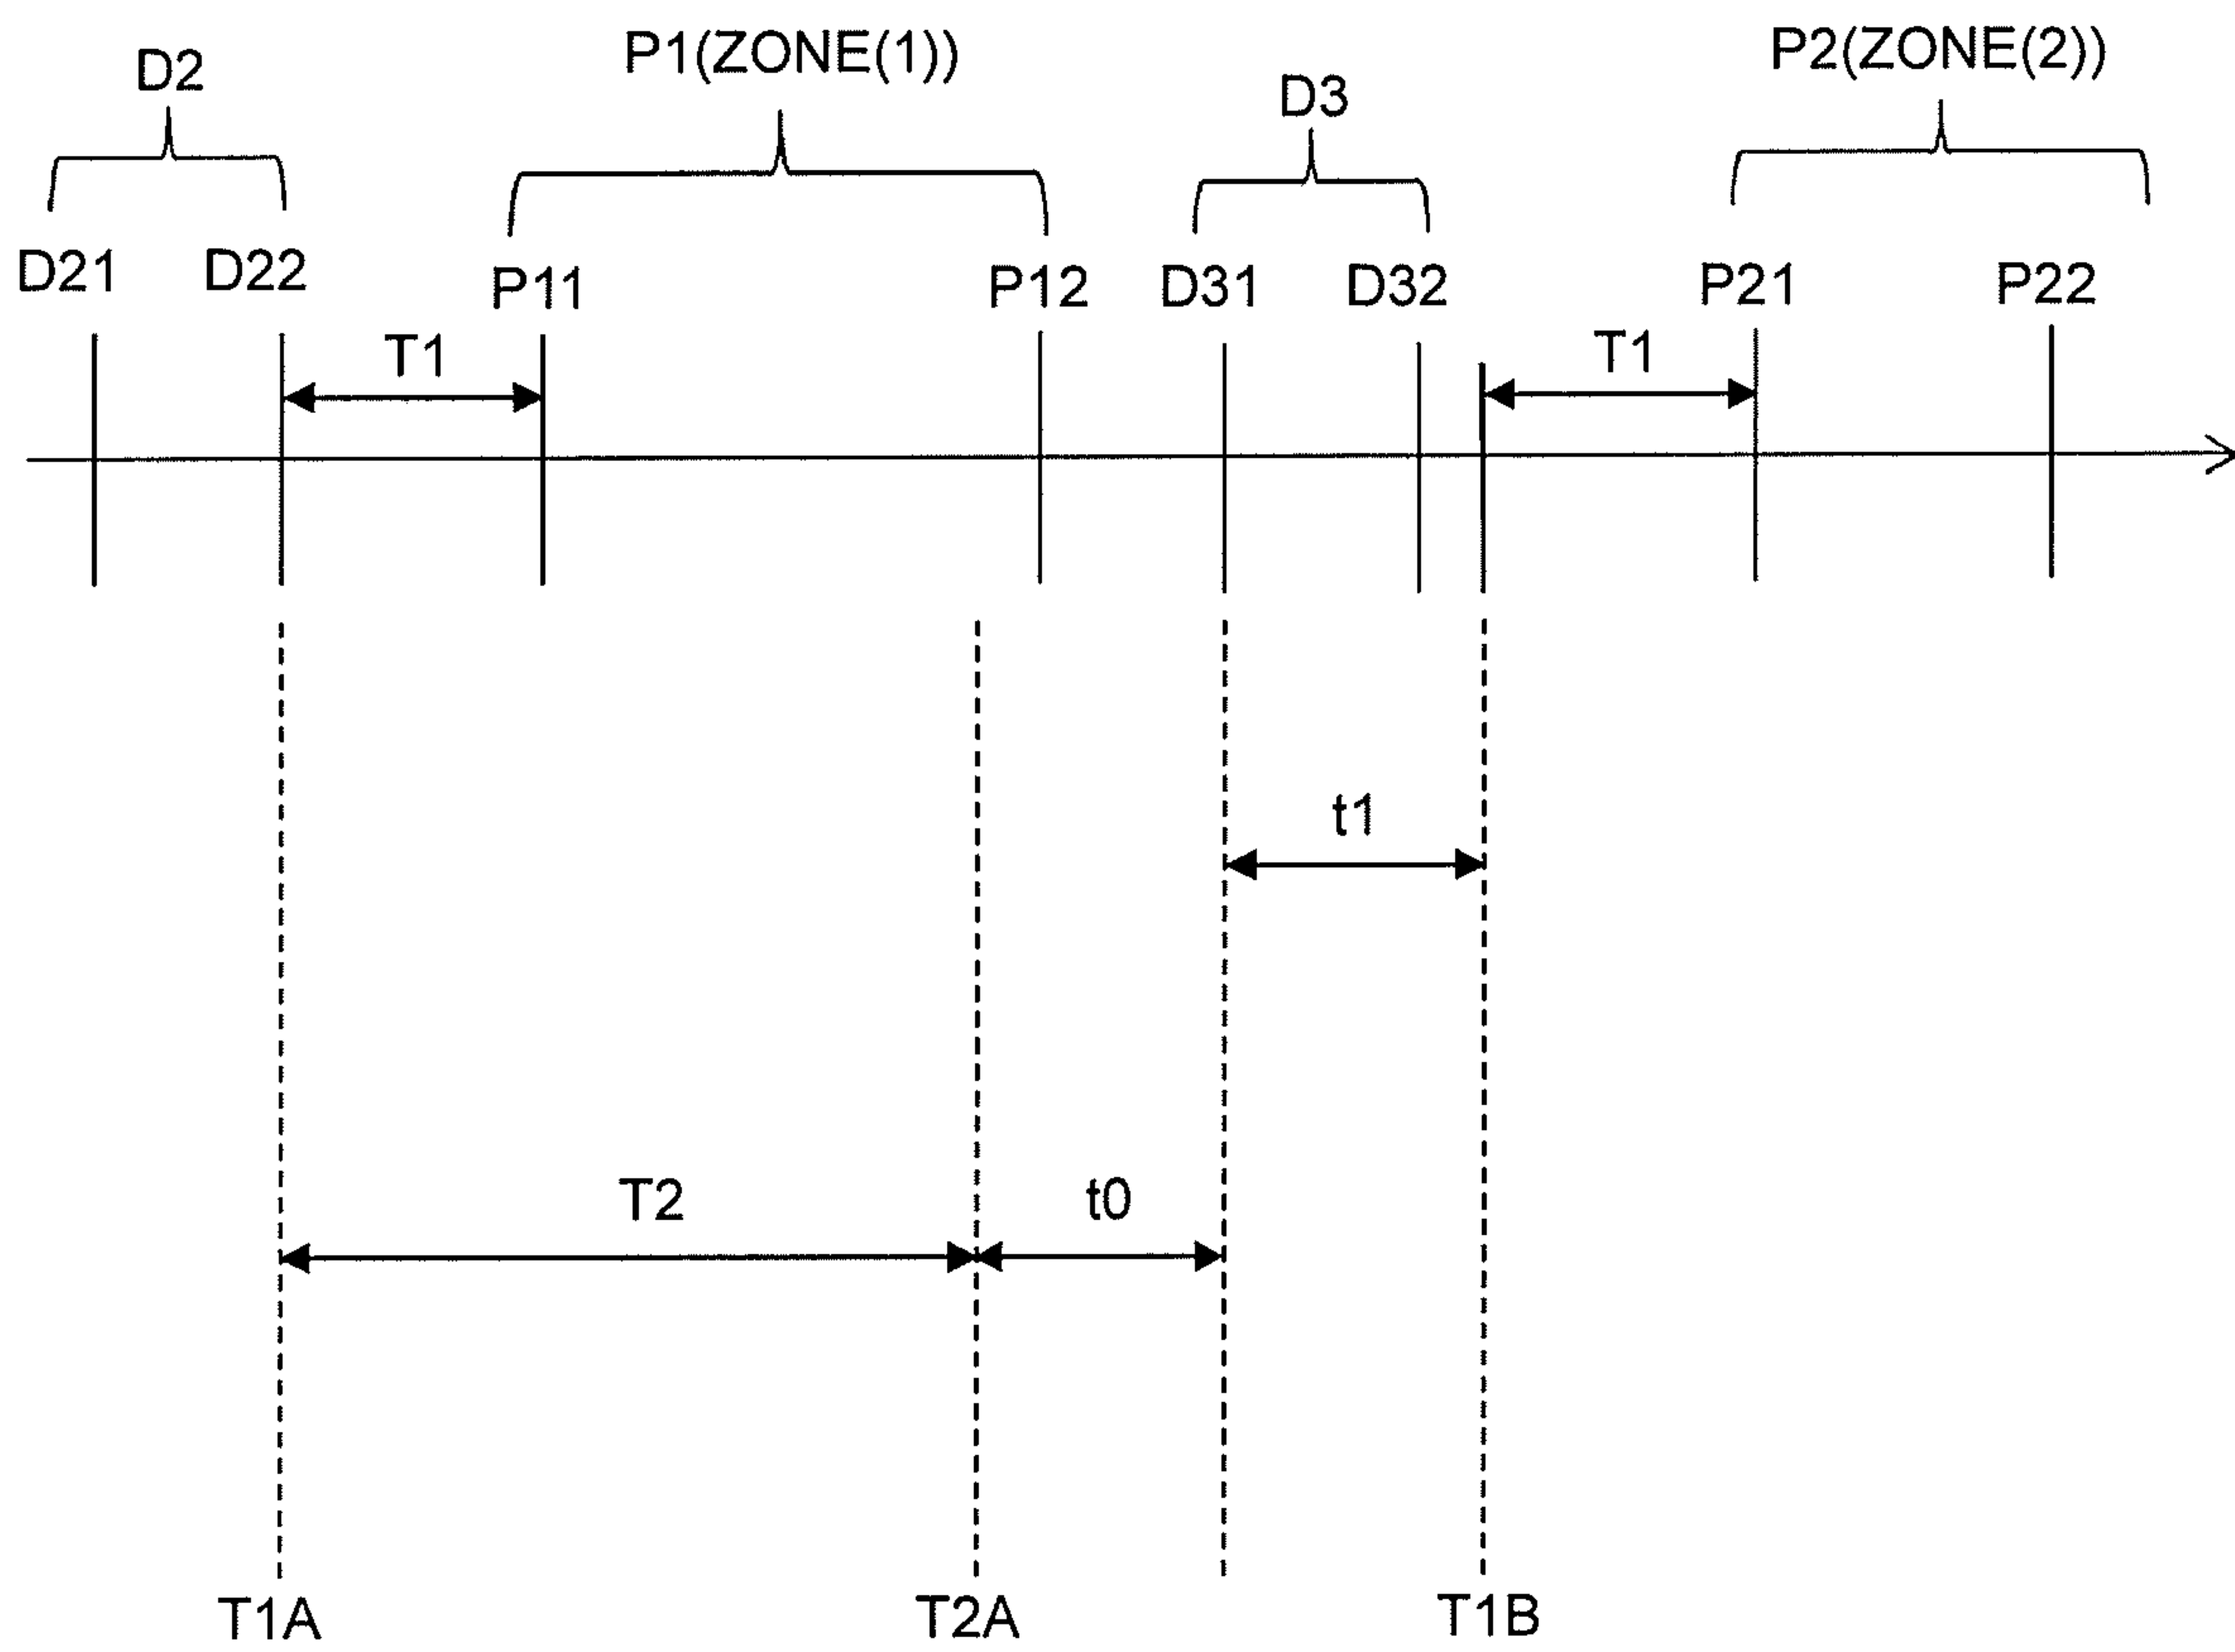 D2
P1(ZONE(1))
D3
P2(ZONE(2))
D21
D22
P11
P12
D31
D32
P21
P22
T1
T1
t1
T2
t0
T1A
T2A
T1B